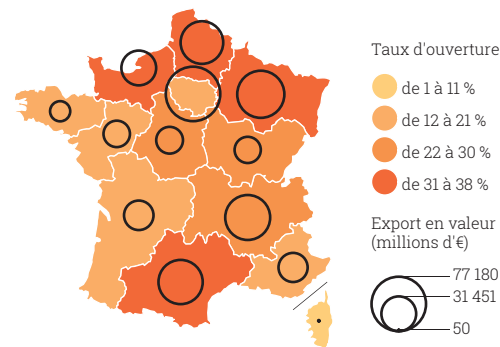 Taux d'ouverture
de 1 à 11 %
de 12 à 21 %
de 22 à 30 %
de 31 à 38 %
Export en valeur
(millions d'€)
77 180
31 451
50